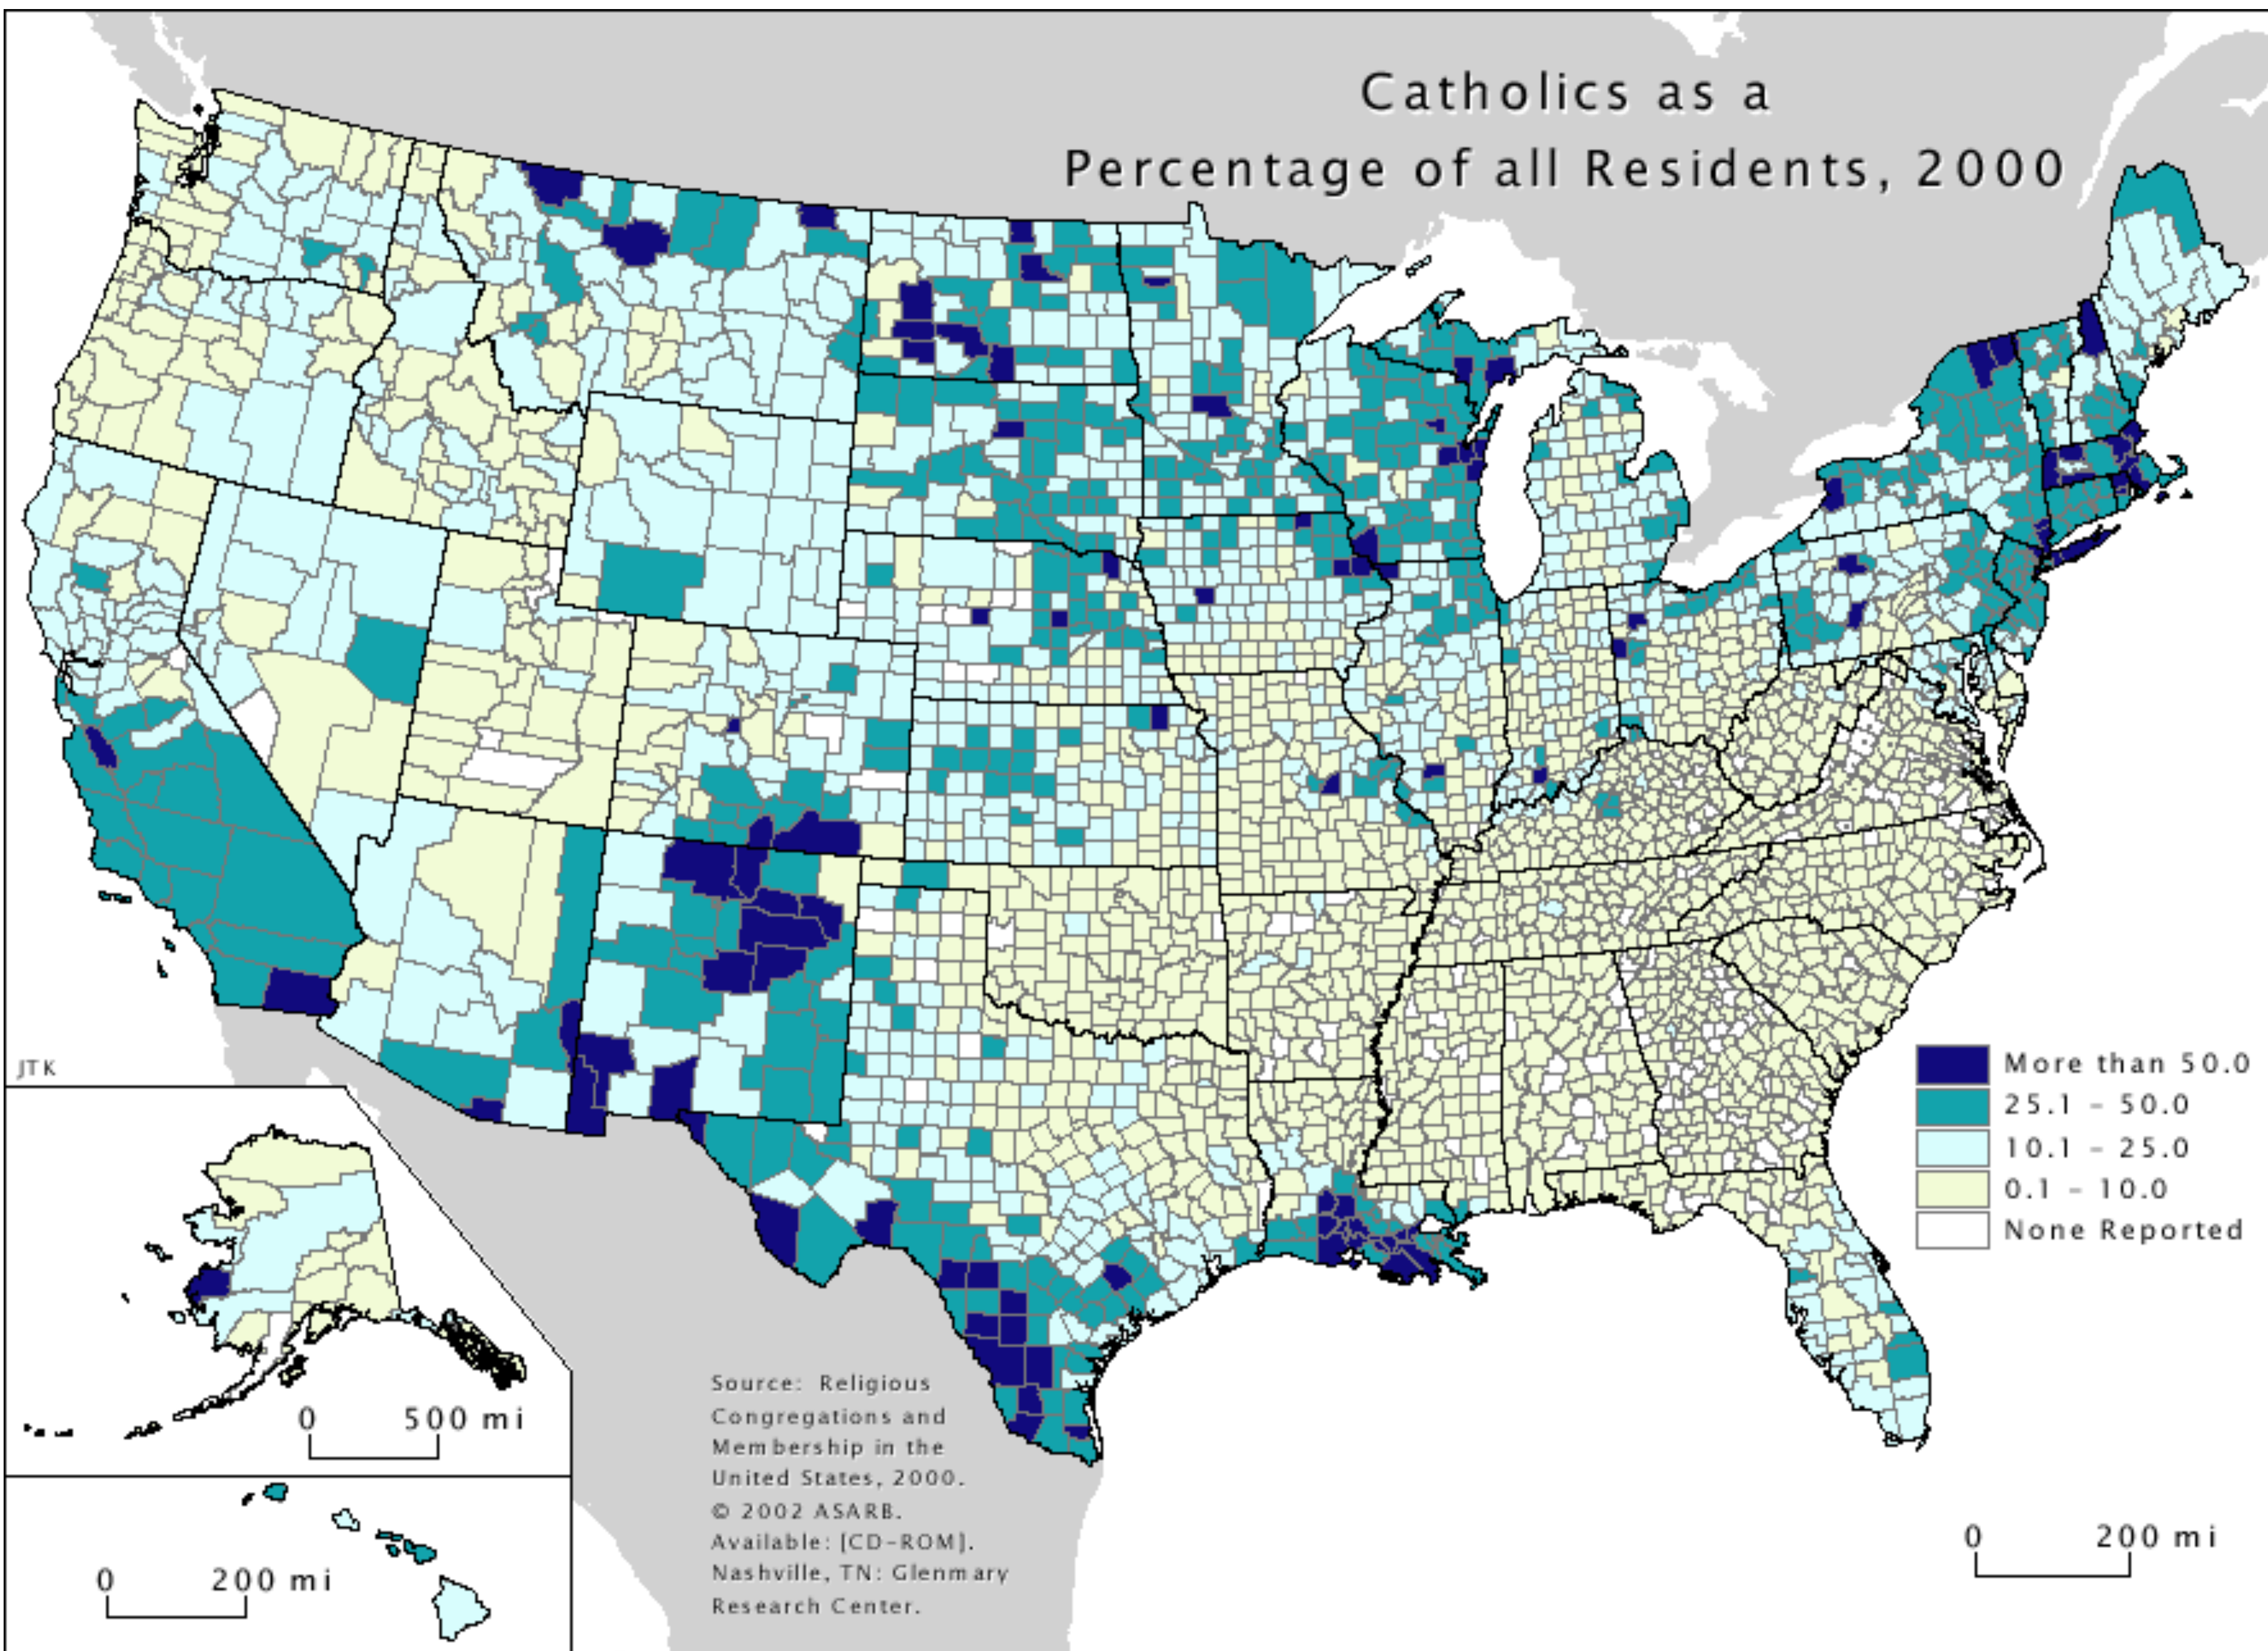 Catholics as a
Percentage of all Residents, 2000
JTK
More than 50.0
25.1 - 50.0
10.1 - 25.0
0.1 - 10.0
None Reported
0 500 mi
Source: Religious
Congregations and
Membership in the
United States, 2000.
© 2002 ASARB.
Available: [CD-ROM].
Nashville, TN: Glenmary
Research Center.
0 200 mi
0 200 mi